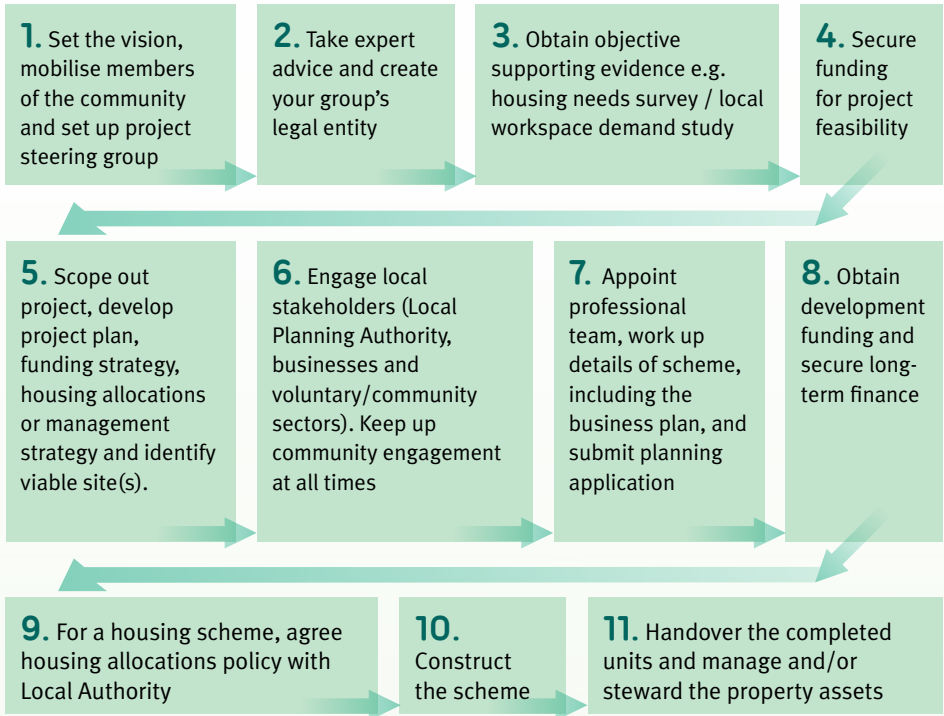 1. Set the vision,
mobilise members
of the community
and set up project
steering group
2. Take expert
advice and create
your group's
legal entity
3. Obtain objective
supporting evidence e.g.
housing needs survey / local
workspace demand study
4. Secure
funding
for project
feasibility
5. Scope out
project, develop
project plan,
funding strategy,
housing allocations
or management
strategy and identify
viable site(s).
6. Engage local
stakeholders (Local
Planning Authority,
businesses and
voluntary/community
sectors). Keep up
community engagement
at all times
7. Appoint
professional
team, work up
details of scheme,
including the
business plan, and
submit planning
application
8. Obtain
development
funding and
secure long-
term finance
9. For a housing scheme, agree
housing allocations policy with
Local Authority
10.
Construct
the scheme
11. Handover the completed
units and manage and/or
steward the property assets